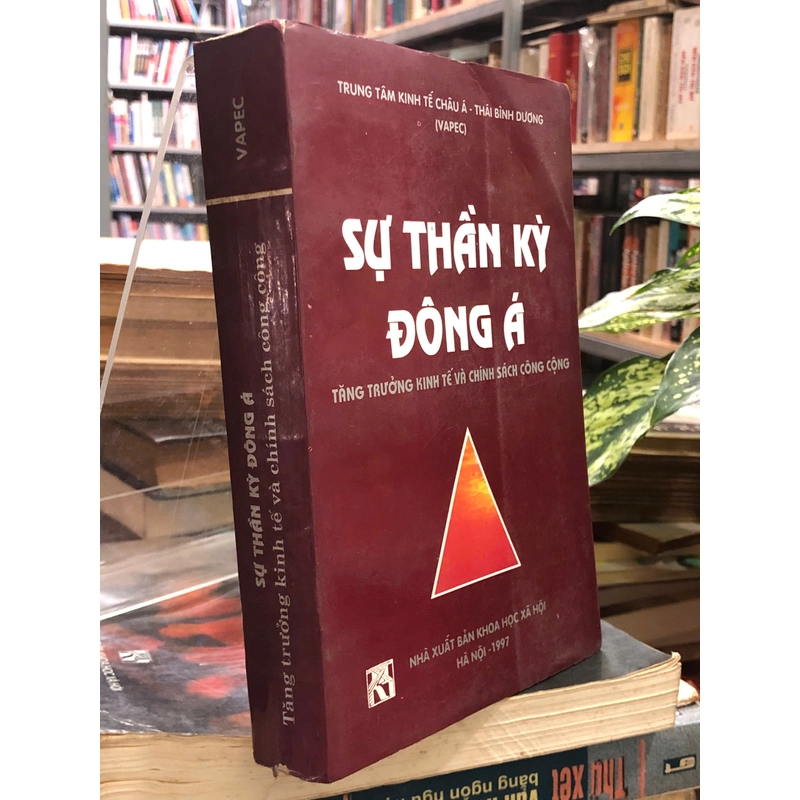 TRUNG TÂM KINH TẾ CHÂU Á - THÁI BÌNH DƯƠNG
(VAPEC)
SỰ THẦN KỲ
ĐÔNG Á
TĂNG TRƯỞNG KINH TẾ VÀ CHÍNH SÁCH CÔNG CỘNG
NHÀ XUẤT BẢN KHOA HỌC XÃ HỘI
HÀ NỘI - 1997
VAPEC
SỰ THẦN KỲ ĐÔNG Á
Tăng trưởng kinh tế và chính sách công cộng